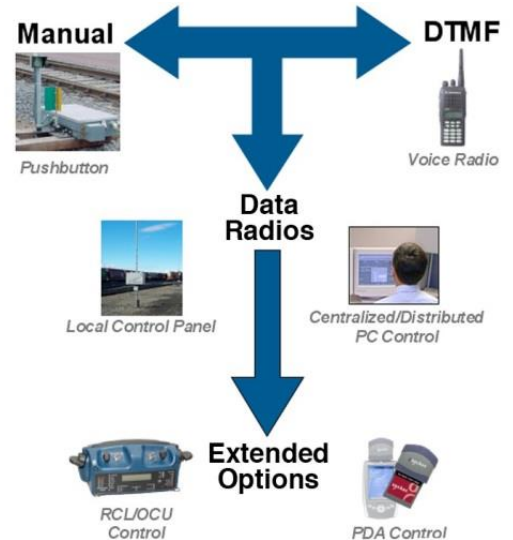 Manual
DTMF
Pushbutton
Voice Radio
Data
Radios
Local Control Panel
Centralized/Distributed
PC Control
Extended
Options
RCL/OCU
Control
PDA Control